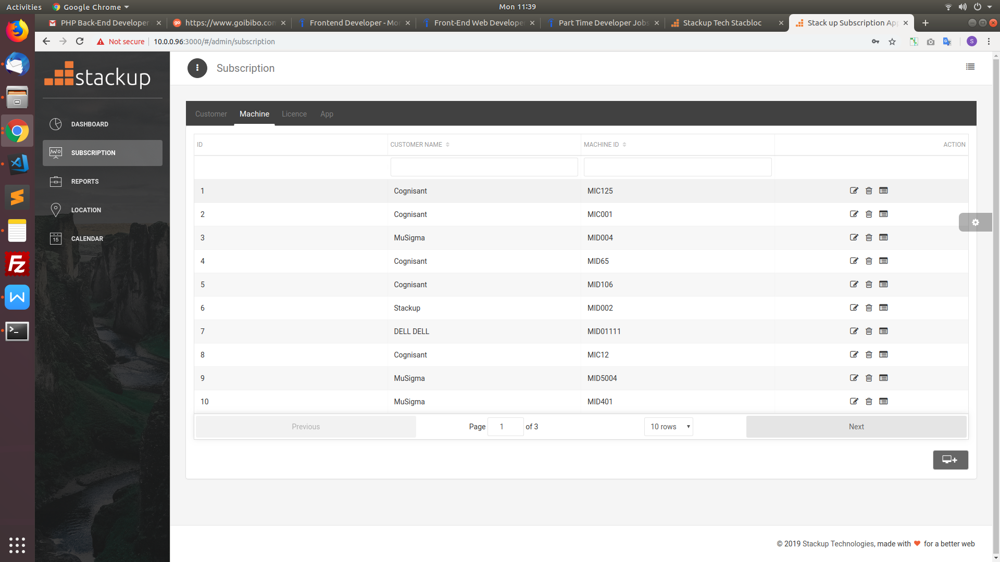 Activities Google Chrome Mon 11:39
PHP Back-End Developer https://www.goibibo.com Frontend Developer - Mon Front-End Web Develope Part Time Developer Jobs Stackup Tech Stacbloc Stack up Subscription App
Not secure 10.0.0.96:3000/#/admin/subscription S
stackup
Subscription
DASHBOARD
SUBSCRIPTION
REPORTS
LOCATION
15 CALENDAR
Customer Machine Licence App
ID CUSTOMER NAME MACHINE ID ACTION
1 Cognisant MIC125
2 Cognisant MIC001
3 MuSigma MID004
4 Cognisant MID65
5 Cognisant MID106
6 Stackup MID002
7 DELL DELL MID01111
8 Cognisant MIC12
9 MuSigma MID5004
10 MuSigma MID401
Previous Page 1 of 3 10 rows Next
© 2019 Stackup Technologies, made with ❤ for a better web